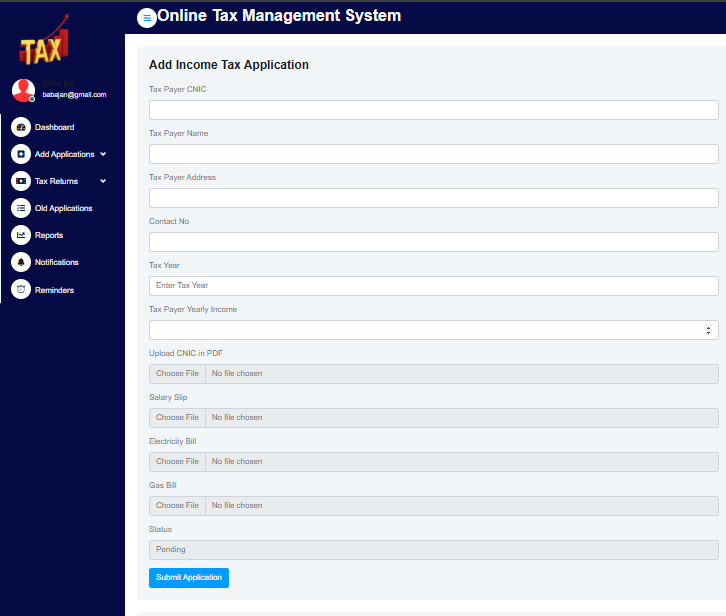 TAX
baba jan
babajan@gmail.com
Dashboard
Add Applications
Tax Returns
Old Applications
Reports
Notifications
Reminders
Online Tax Management System
Add Income Tax Application
Tax Payer CNIC
Tax Payer Name
Tax Payer Address
Contact No
Tax Year
Enter Tax Year
Tax Payer Yearly Income
Upload CNIC in PDF
Choose File No file chosen
Salary Slip
Choose File No file chosen
Electricity Bill
Choose File No file chosen
Gas Bill
Choose File No file chosen
Status
Pending
Submit Application